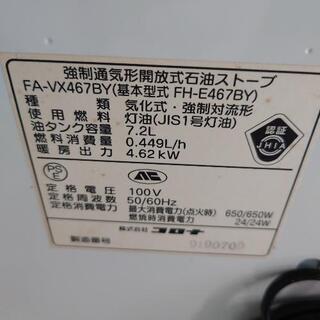 強制通気形開放式石油ストーブ
FA-VX467BY(基本型式 FH-E467BY)
種類 気化式・強制対流形
使用燃料 灯油(JIS1号灯油)
油タンク容量 7.2L
燃料消費量 0.449L/h
暖房出力 4.62kW
認証
JHIA
PS
E
定格電圧 100V
定格周波数 50/60Hz
定格消費電力 最大消費電力(点火時) 650/650W
燃焼時消費電力 24/24W
株式会社 コロナ
製造番号